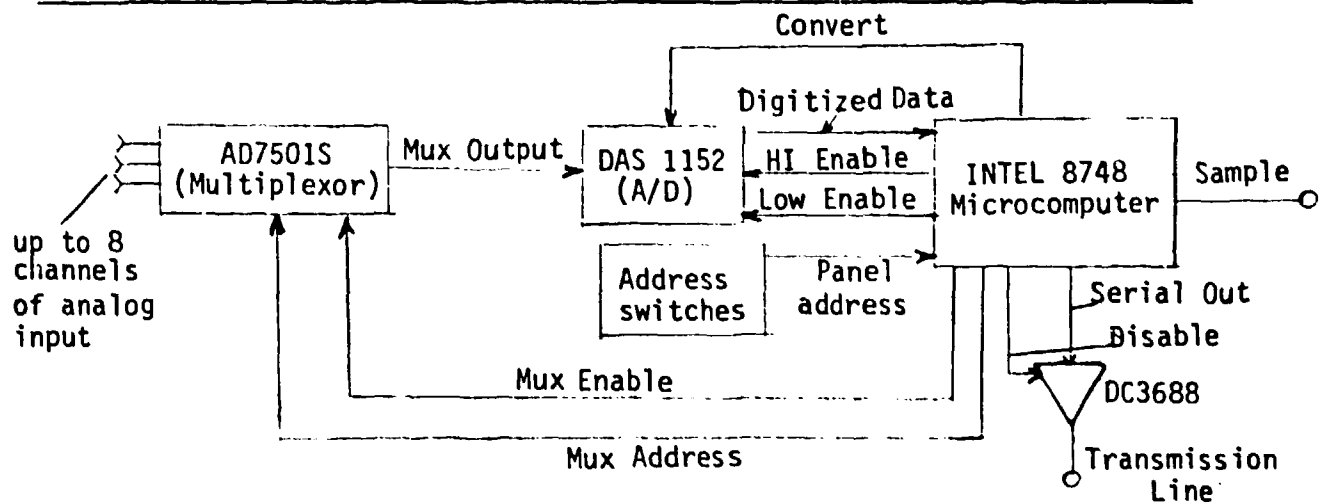 Convert
Digitized Data
AD7501S
(Multiplexor)
Mux Output
DAS 1152
(A/D)
HI Enable
Low Enable
INTEL 8748
Microcomputer
Sample
up to 8
channels
of analog
input
Address
switches
Panel
address
Serial Out
Disable
Mux Enable
DC3688
Mux Address
Transmission
Line